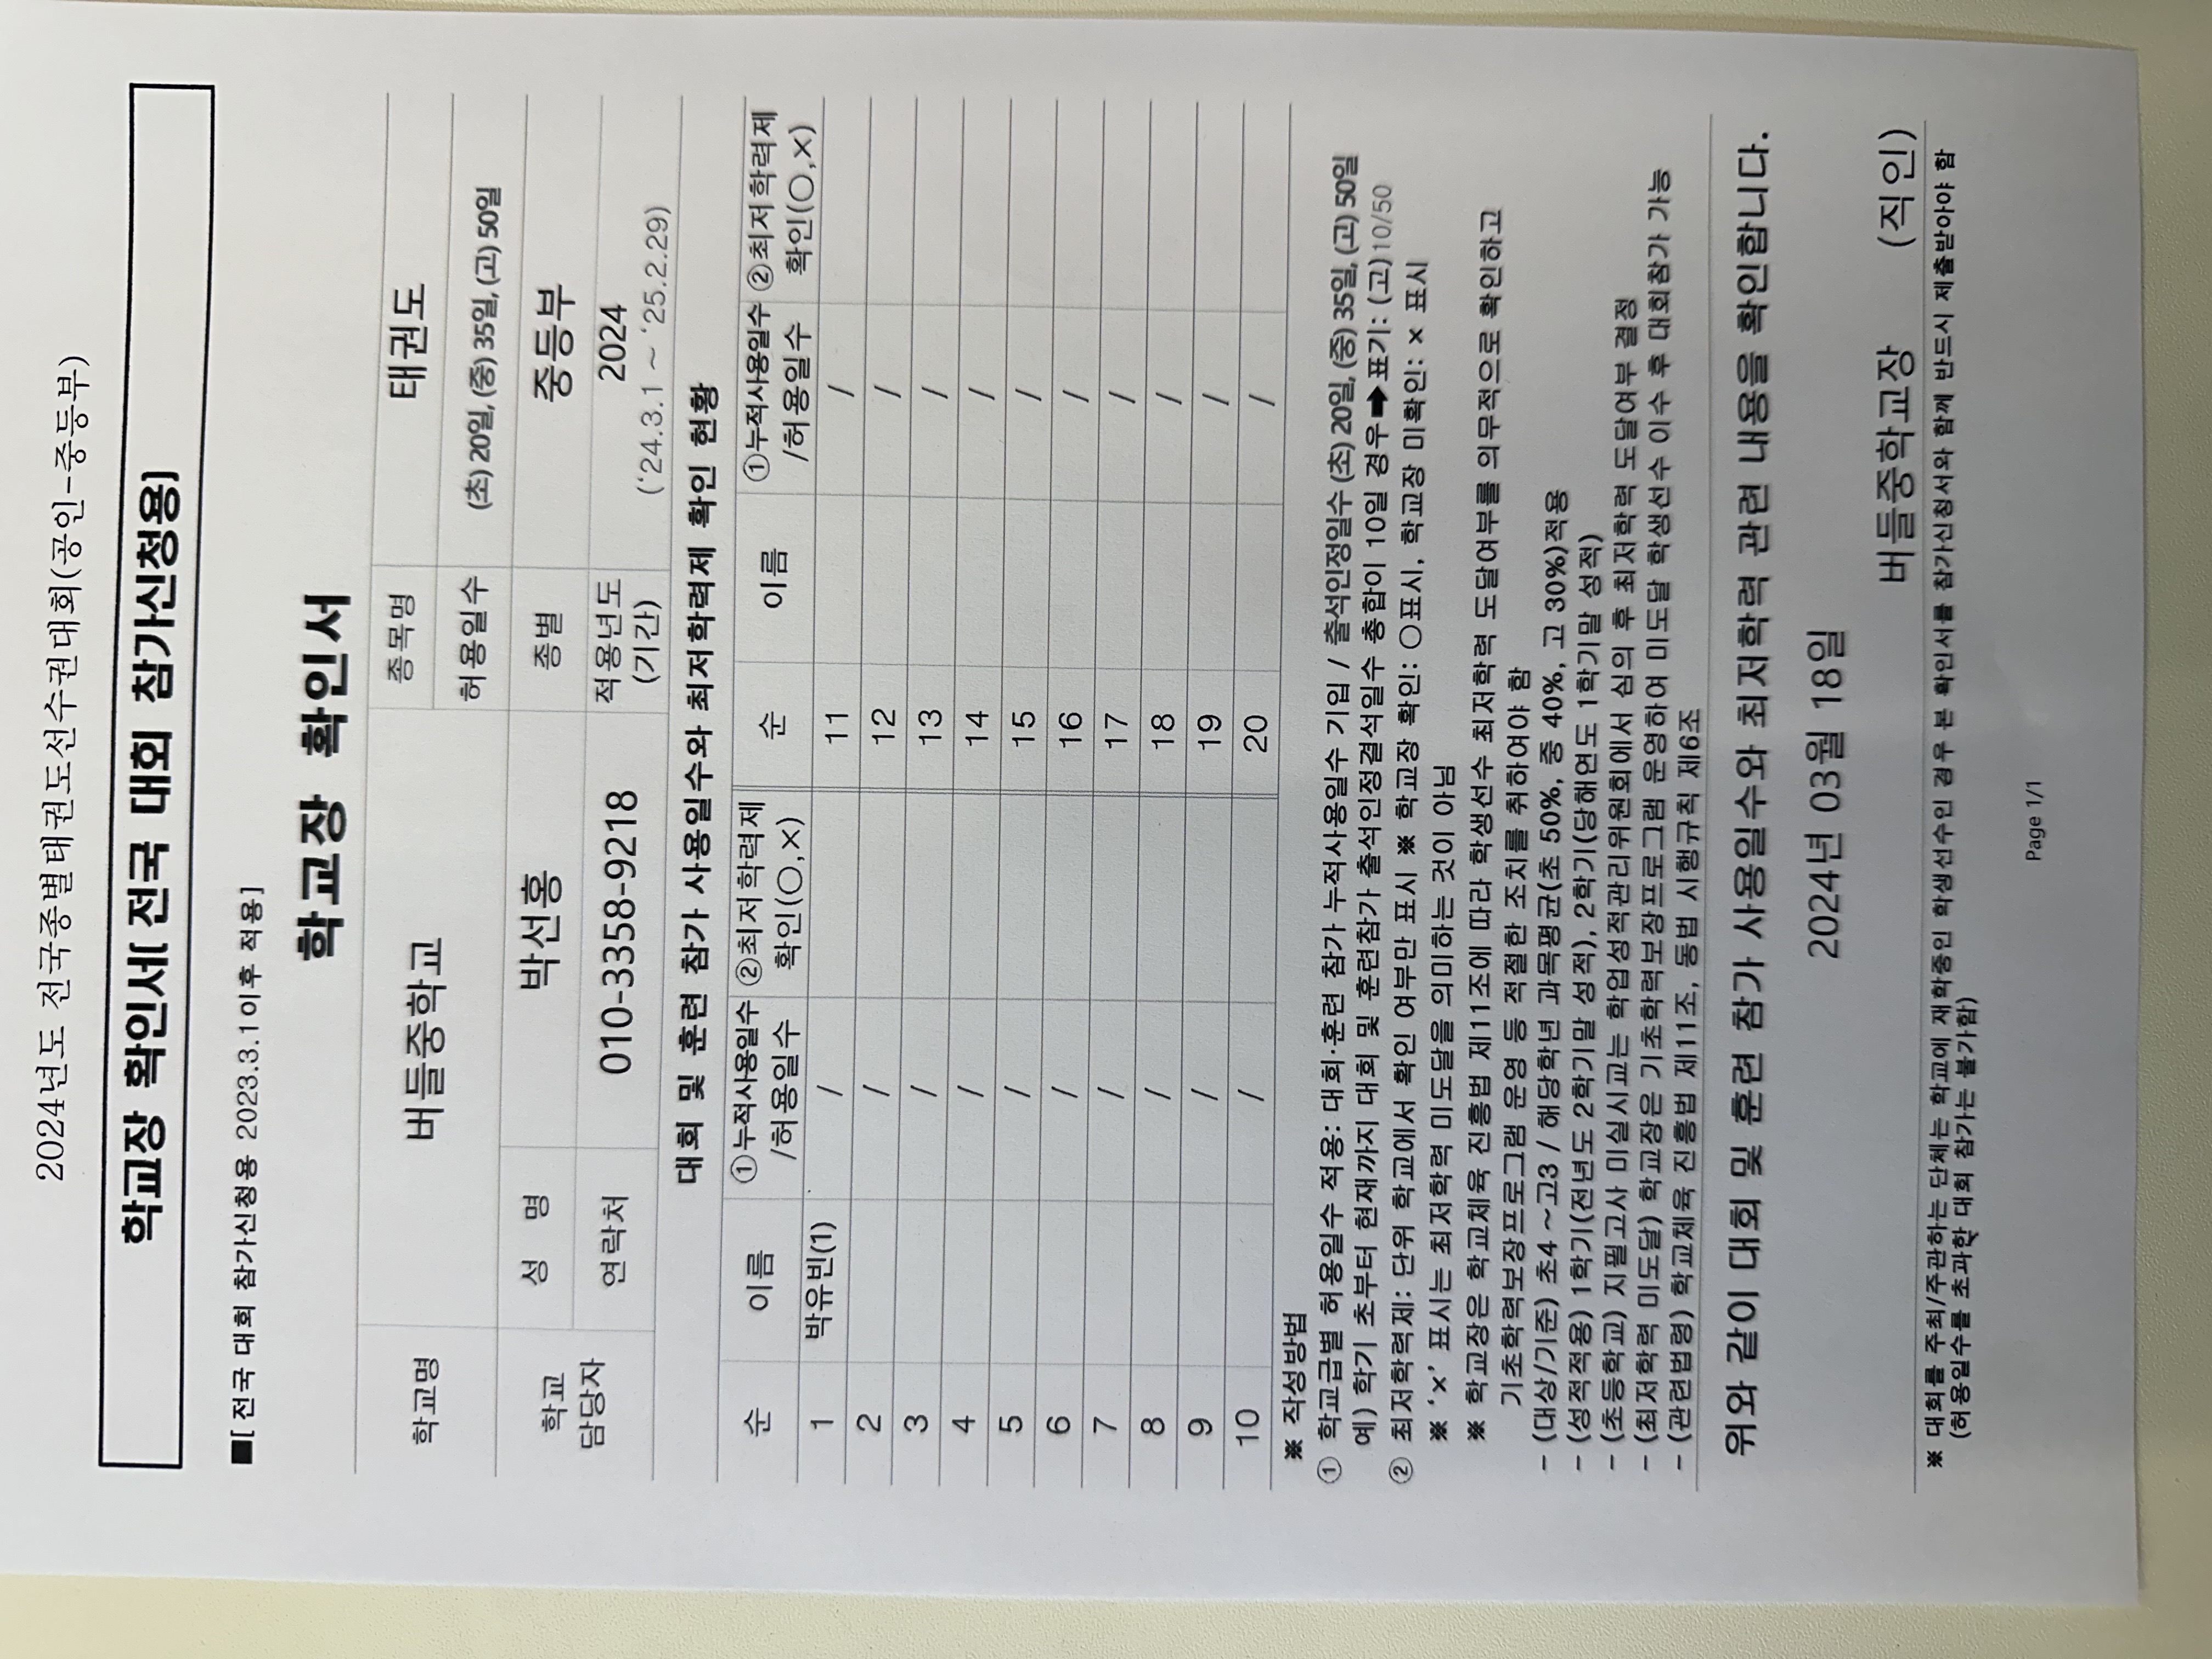 2024년도 전국종별태권도선수권대회(공인-중등부)
학교장 확인서( 전국 대회 참가신청용)
■[ 전국 대회 참가신청용 2023.3.1이후 적용]
학교장 확인서
학교명 버들중학교 종목명 태권도
허용일수 (초) 20일, (중) 35일, (고) 50일
학교 담당자 성 명 박선홍 종별 중등부
연락처 010-3358-9218 적용년도 (기간) 2024 (‘24.3.1 ~ ‘25.2.29)
대회 및 훈련 참가 사용일수와 최저학력제 확인 현황
순 이름 ①누적사용일수 /허용일수 ②최저학력제 확인(○,×) 순 이름 ①누적사용일수 /허용일수 ②최저학력제 확인(○,×)
1 박유빈(1) / 11 /
2 / 12 /
3 / 13 /
4 / 14 /
5 / 15 /
6 / 16 /
7 / 17 /
8 / 18 /
9 / 19 /
10 / 20 /
※ 작성방법
① 학교급별 허용일수 적용: 대회·훈련 참가 누적사용일수 기입 / 출석인정일수 (초) 20일, (중) 35일, (고) 50일
예) 학기 초부터 현재까지 대회 및 훈련참가 출석인정결석일수 총합이 10일 경우➡표기: (고) 10/50
② 최저학력제: 단위 학교에서 확인 여부만 표시 ※ 학교장 확인: ○표시, 학교장 미확인: × 표시
※ ‘×’ 표시는 최저학력 미도달을 의미하는 것이 아님
※ 학교장은 학교체육 진흥법 제11조에 따라 학생선수 최저학력 도달여부를 의무적으로 확인하고
기초학력보장프로그램 운영 등 적절한 조치를 취하여야 함
- (대상/기준) 초4 ~고3 / 해당학년 과목평균(초 50%, 중 40%, 고 30%)적용
- (성적적용) 1학기(전년도 2학기말 성적), 2학기(당해연도 1학기말 성적)
- (초등학교) 지필고사 미실시교는 학업성적관리위원회에서 심의 후 최저학력 도달여부 결정
- (최저학력 미도달) 학교장은 기초학력보장프로그램 운영하여 미도달 학생선수 이수 후 대회참가 가능
- (관련법령) 학교체육 진흥법 제11조, 동법 시행규칙 제6조
위와 같이 대회 및 훈련 참가 사용일수와 최저학력 관련 내용을 확인합니다.
2024년 03월 18일
버들중학교장 (직인)
※ 대회를 주최/주관하는 단체는 학교에 재학중인 학생선수인 경우 본 확인서를 참가신청서와 함께 반드시 제출받아야 함
(허용일수를 초과한 대회 참가는 불가함)
Page 1/1